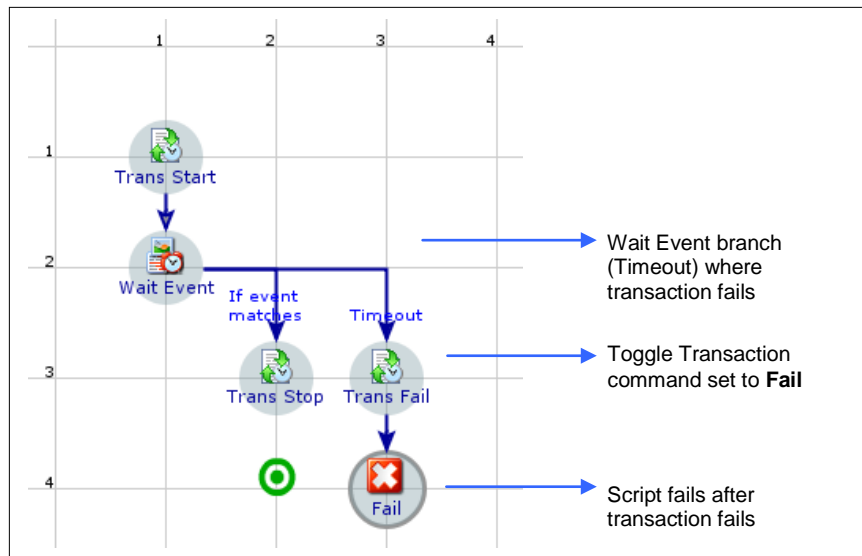 1 2 3 4
1
Trans Start
2
Wait Event
If event
matches
Timeout
Wait Event branch
(Timeout) where
transaction fails
3
Trans Stop
Trans Fail
Toggle Transaction
command set to Fail
4
Fail
Script fails after
transaction fails